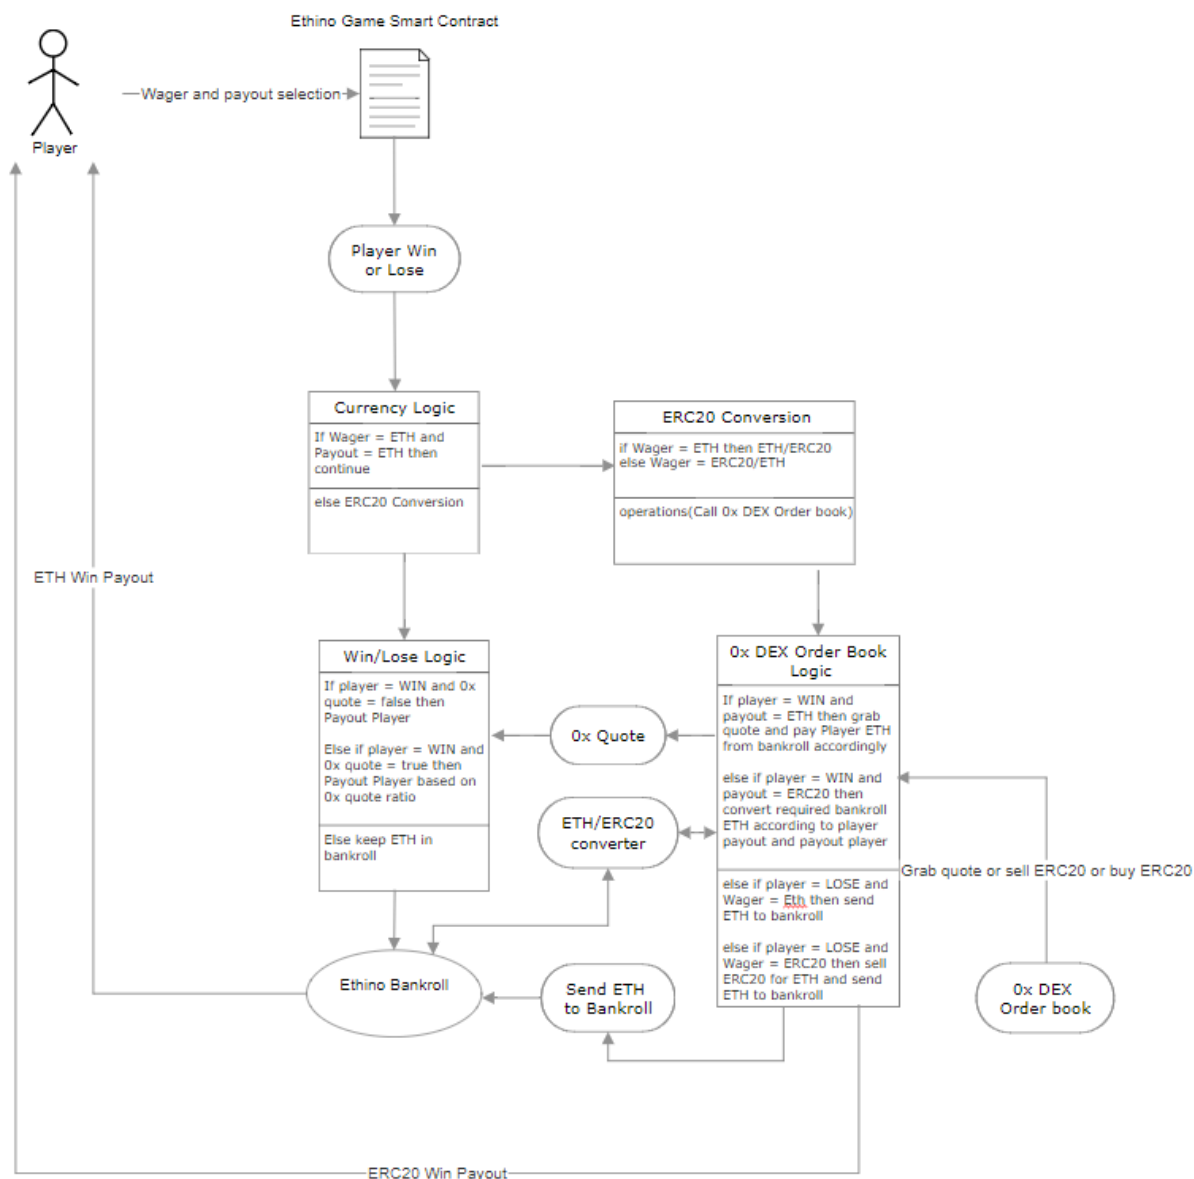 Ethino Game Smart Contract
Wager and payout selection
Player
Player Win
or Lose
Currency Logic
If Wager = ETH and
Payout = ETH then
continue
else ERC20 Conversion
ERC20 Conversion
if Wager = ETH then ETH/ERC20
else Wager = ERC20/ETH
operations(Call 0x DEX Order book)
ETH Win Payout
Win/Lose Logic
If player = WIN and 0x
quote = false then
Payout Player
Else if player = WIN and
0x quote = true then
Payout Player based on
0x quote ratio
Else keep ETH in
bankroll
0x Quote
ETH/ERC20
converter
0x DEX Order Book
Logic
If player = WIN and
payout = ETH then grab
quote and pay Player ETH
from bankroll accordingly
else if player = WIN and
payout = ERC20 then
convert required bankroll
ETH according to player
payout and payout player
else if player = LOSE and
Wager = Eth then send
ETH to bankroll
else if player = LOSE and
Wager = ERC20 then sell
ERC20 for ETH and send
ETH to bankroll
Grab quote or sell ERC20 or buy ERC20
Ethino Bankroll
Send ETH
to Bankroll
0x DEX
Order book
ERC20 Win Payout